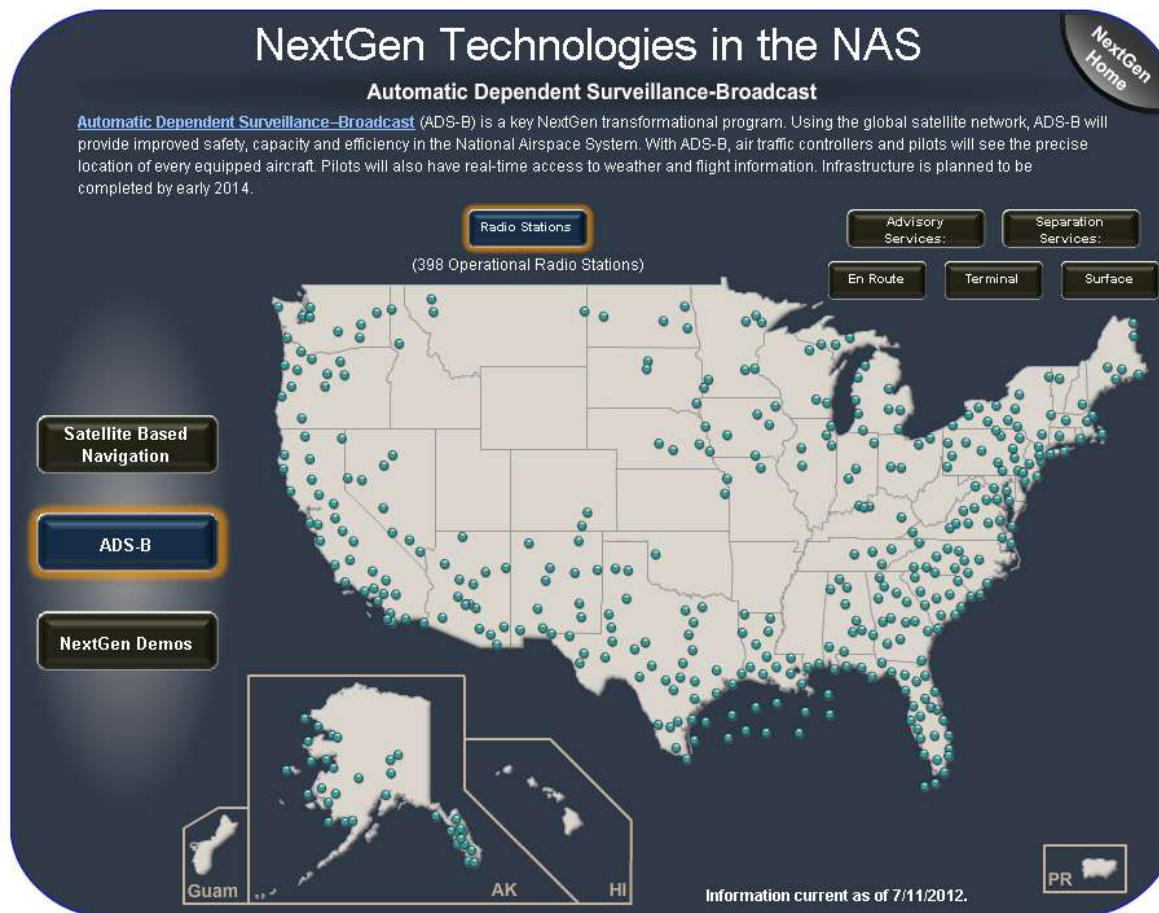 NextGen Technologies in the NAS
NextGen
Home
Automatic Dependent Surveillance-Broadcast
Automatic Dependent Surveillance–Broadcast (ADS-B) is a key NextGen transformational program. Using the global satellite network, ADS-B will
provide improved safety, capacity and efficiency in the National Airspace System. With ADS-B, air traffic controllers and pilots will see the precise
location of every equipped aircraft. Pilots will also have real-time access to weather and flight information. Infrastructure is planned to be
completed by early 2014.
Radio Stations
(398 Operational Radio Stations)
Advisory
Services:
Separation
Services:
En Route
Terminal
Surface
Satellite Based
Navigation
ADS-B
NextGen Demos
Guam
AK
HI
PR
Information current as of 7/11/2012.